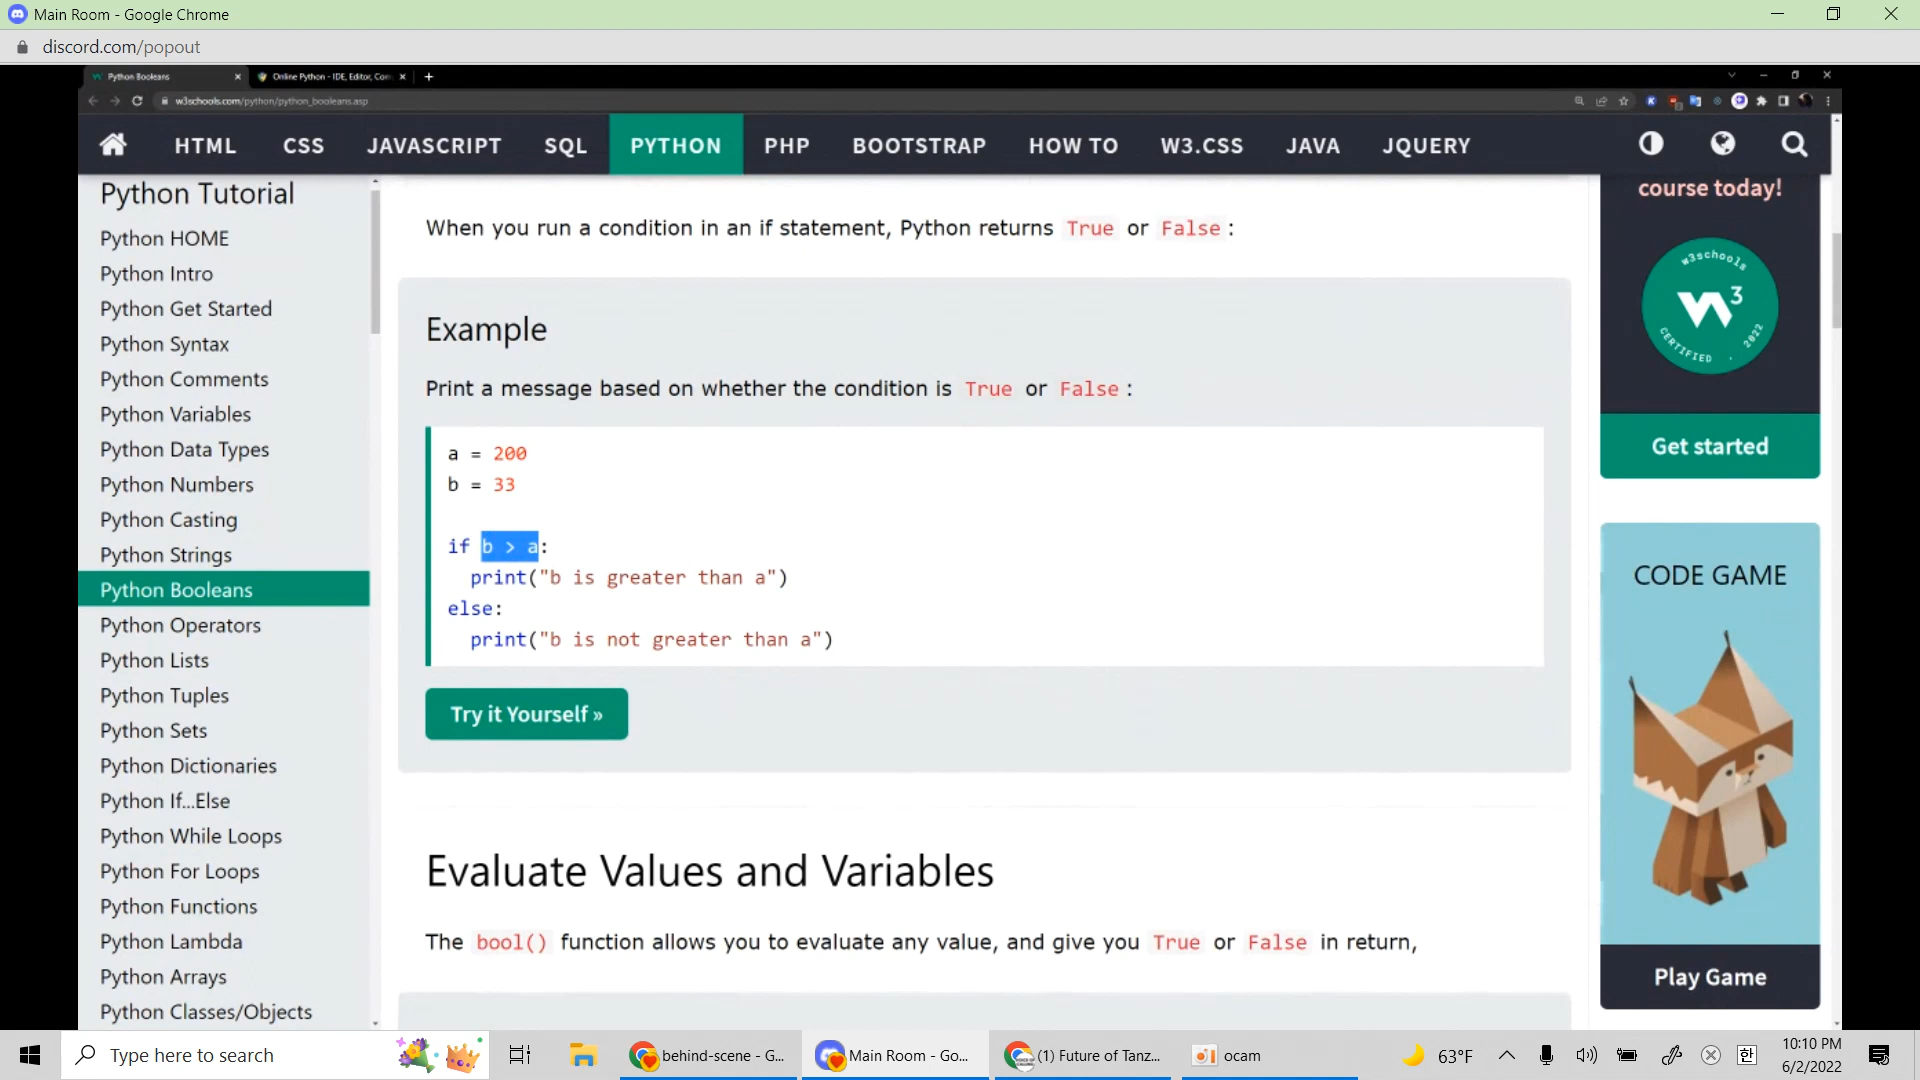 Main Room - Google Chrome
discord.com/popout
Python Booleans
Online Python - IDE, Editor, Com
w3schools.com/python/python_booleans.asp
HTML CSS JAVASCRIPT SQL PYTHON PHP BOOTSTRAP HOW TO W3.CSS JAVA JQUERY
Python Tutorial
Python HOME
Python Intro
Python Get Started
Python Syntax
Python Comments
Python Variables
Python Data Types
Python Numbers
Python Casting
Python Strings
Python Booleans
Python Operators
Python Lists
Python Tuples
Python Sets
Python Dictionaries
Python If...Else
Python While Loops
Python For Loops
Python Functions
Python Lambda
Python Arrays
Python Classes/Objects
When you run a condition in an if statement, Python returns True or False:
Example
Print a message based on whether the condition is True or False:
a = 200
b = 33
if b > a:
print("b is greater than a")
else:
print("b is not greater than a")
Try it Yourself »
Evaluate Values and Variables
The bool() function allows you to evaluate any value, and give you True or False in return,
course today!
w3schools
W3
CERTIFIED . 2022
Get started
CODE GAME
Play Game
Type here to search
behind-scene - G...
Main Room - Go...
(1) Future of Tanz...
ocam
63°F
한
10:10 PM
6/2/2022